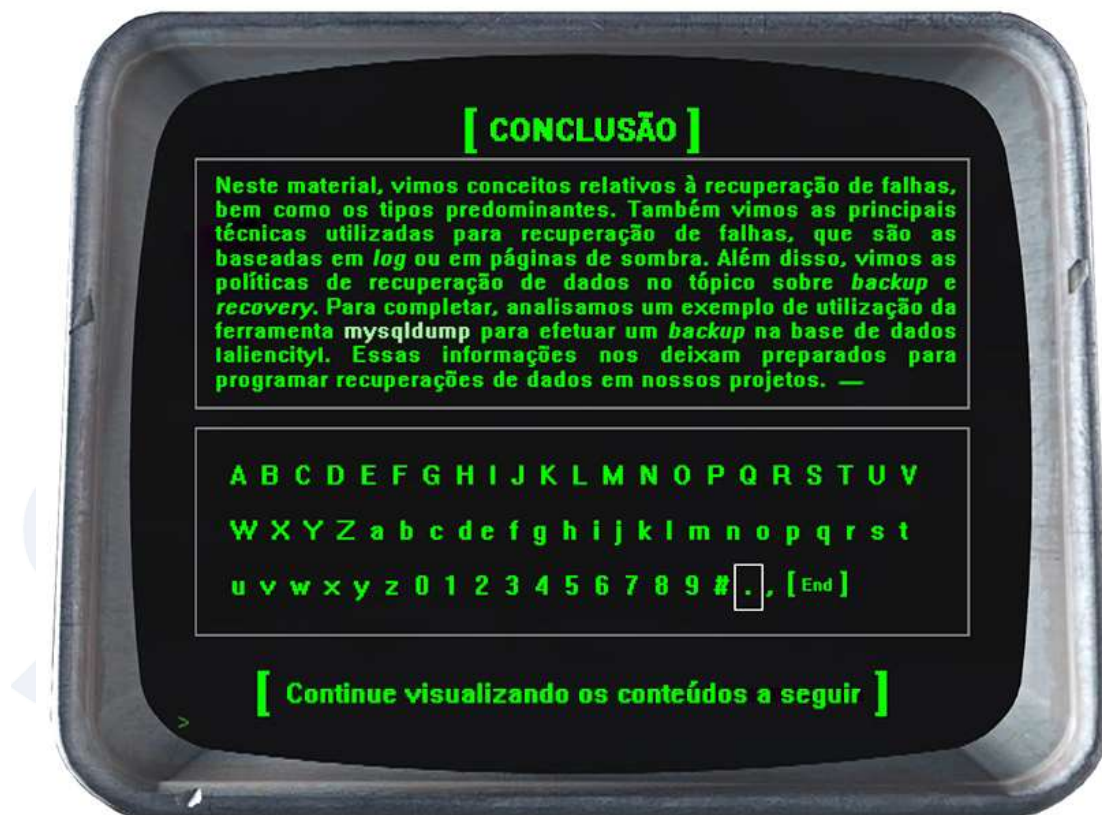 [ CONCLUSÃO ]
Neste material, vimos conceitos relativos à recuperação de falhas,
bem como os tipos predominantes. Também vimos as principais
técnicas utilizadas para recuperação de falhas, que são as
baseadas em log ou em páginas de sombra. Além disso, vimos as
políticas de recuperação de dados no tópico sobre backup e
recovery. Para completar, analisamos um exemplo de utilização da
ferramenta mysqldump para efetuar um backup na base de dados
laliencityl. Essas informações nos deixam preparados para
programar recuperações de dados em nossos projetos. —
A B C D E F G H I J K L M N O P Q R S T U V
W X Y Z a b c d e f g h i j k l m n o p q r s t
u v w x y z 0 1 2 3 4 5 6 7 8 9 # . , [ End ]
[ Continue visualizando os conteúdos a seguir ]
>